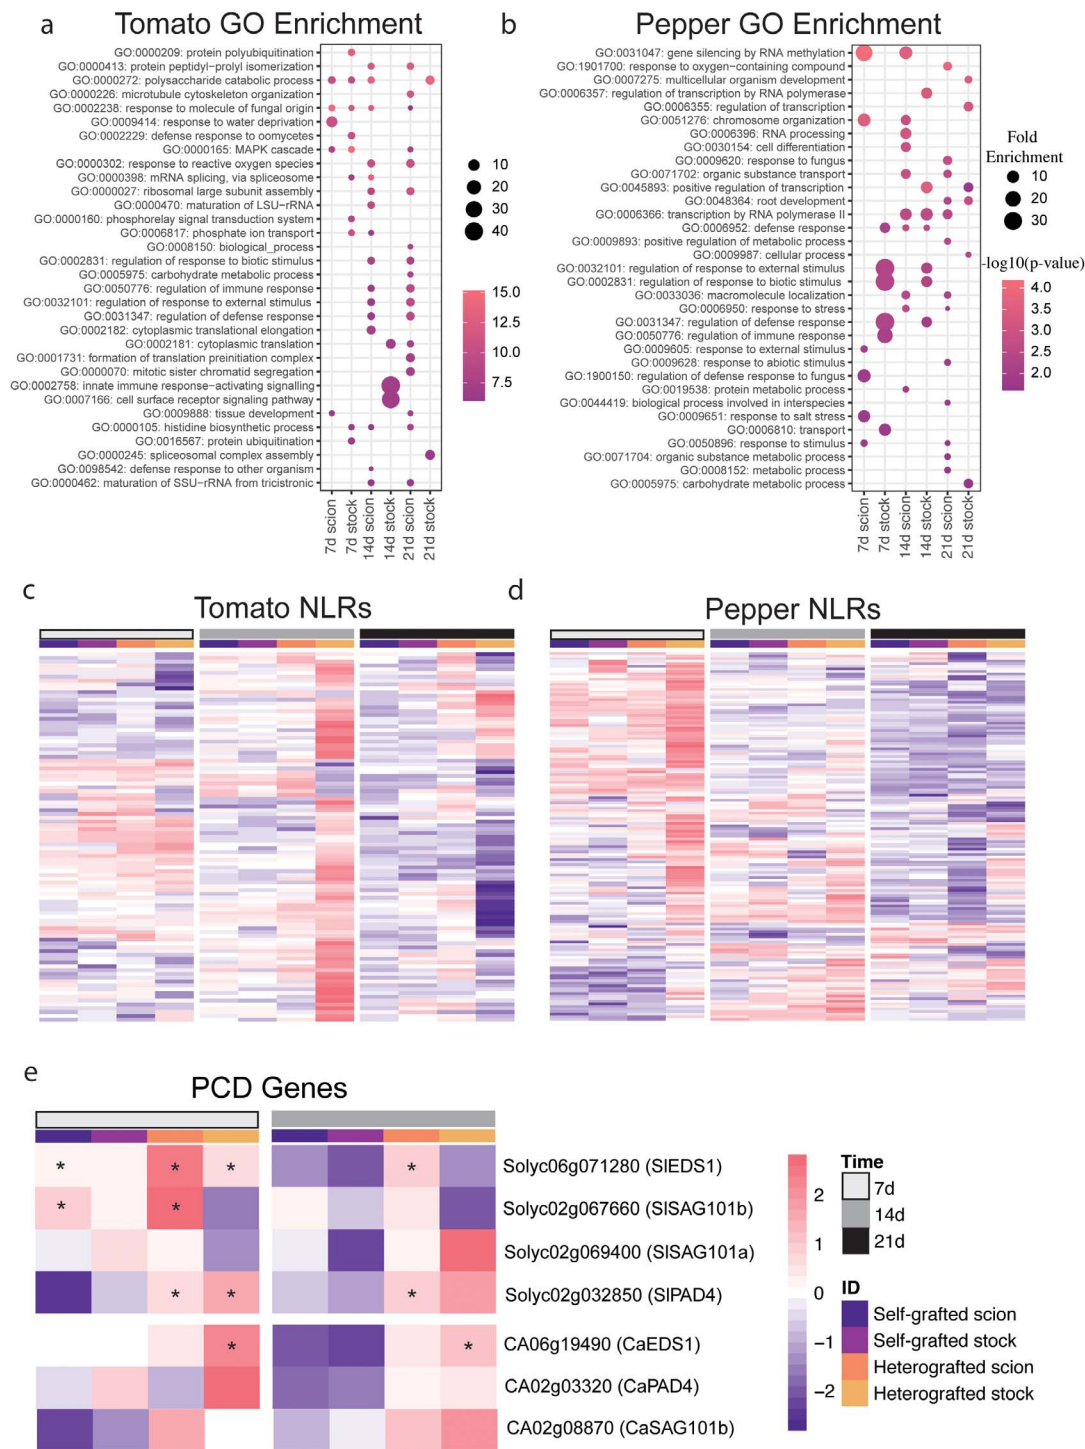 a
Tomato GO Enrichment
GO:0000209: protein polyubiquitination
GO:0000413: protein peptidyl−prolyl isomerization
GO:0000272: polysaccharide catabolic process
GO:0000226: microtubule cytoskeleton organization
GO:0002238: response to molecule of fungal origin
GO:0009414: response to water deprivation
GO:0002229: defense response to oomycetes
GO:0000165: MAPK cascade
GO:0000302: response to reactive oxygen species
GO:0000398: mRNA splicing, via spliceosome
GO:0000027: ribosomal large subunit assembly
GO:0000470: maturation of LSU−rRNA
GO:0000160: phosphorelay signal transduction system
GO:0006817: phosphate ion transport
GO:0008150: biological_process
GO:0002831: regulation of response to biotic stimulus
GO:0005975: carbohydrate metabolic process
GO:0050776: regulation of immune response
GO:0032101: regulation of response to external stimulus
GO:0031347: regulation of defense response
GO:0002182: cytoplasmic translational elongation
GO:0002181: cytoplasmic translation
GO:0001731: formation of translation preinitiation complex
GO:0000070: mitotic sister chromatid segregation
GO:0002758: innate immune response−activating signalling
GO:0007166: cell surface receptor signaling pathway
GO:0009888: tissue development
GO:0000105: histidine biosynthetic process
GO:0016567: protein ubiquitination
GO:0000245: spliceosomal complex assembly
GO:0098542: defense response to other organism
GO:0000462: maturation of SSU−rRNA from tricistronic
7d scion
7d stock
14d scion
14d stock
21d scion
21d stock
10
20
30
40
15.0
12.5
10.0
7.5
b
Pepper GO Enrichment
GO:0031047: gene silencing by RNA methylation
GO:1901700: response to oxygen−containing compound
GO:0007275: multicellular organism development
GO:0006357: regulation of transcription by RNA polymerase
GO:0006355: regulation of transcription
GO:0051276: chromosome organization
GO:0006396: RNA processing
GO:0030154: cell differentiation
GO:0009620: response to fungus
GO:0071702: organic substance transport
GO:0045893: positive regulation of transcription
GO:0048364: root development
GO:0006366: transcription by RNA polymerase II
GO:0006952: defense response
GO:0009893: positive regulation of metabolic process
GO:0009987: cellular process
GO:0032101: regulation of response to external stimulus
GO:0002831: regulation of response to biotic stimulus
GO:0033036: macromolecule localization
GO:0006950: response to stress
GO:0031347: regulation of defense response
GO:0050776: regulation of immune response
GO:0009605: response to external stimulus
GO:0009628: response to abiotic stimulus
GO:1900150: regulation of defense response to fungus
GO:0019538: protein metabolic process
GO:0044419: biological process involved in interspecies
GO:0009651: response to salt stress
GO:0006810: transport
GO:0050896: response to stimulus
GO:0071704: organic substance metabolic process
GO:0008152: metabolic process
GO:0005975: carbohydrate metabolic process
7d scion
7d stock
14d scion
14d stock
21d scion
21d stock
Fold
Enrichment
10
20
30
-log10(p-value)
4.0
3.5
3.0
2.5
2.0
c
Tomato NLRs
d
Pepper NLRs
e
PCD Genes
* * * * Solyc06g071280 (SlEDS1)
* * Solyc02g067660 (SlSAG101b)
Solyc02g069400 (SlSAG101a)
* * * Solyc02g032850 (SlPAD4)
* * CA06g19490 (CaEDS1)
CA02g03320 (CaPAD4)
CA02g08870 (CaSAG101b)
2
1
0
−1
−2
Time
7d
14d
21d
ID
Self-grafted scion
Self-grafted stock
Heterografted scion
Heterografted stock